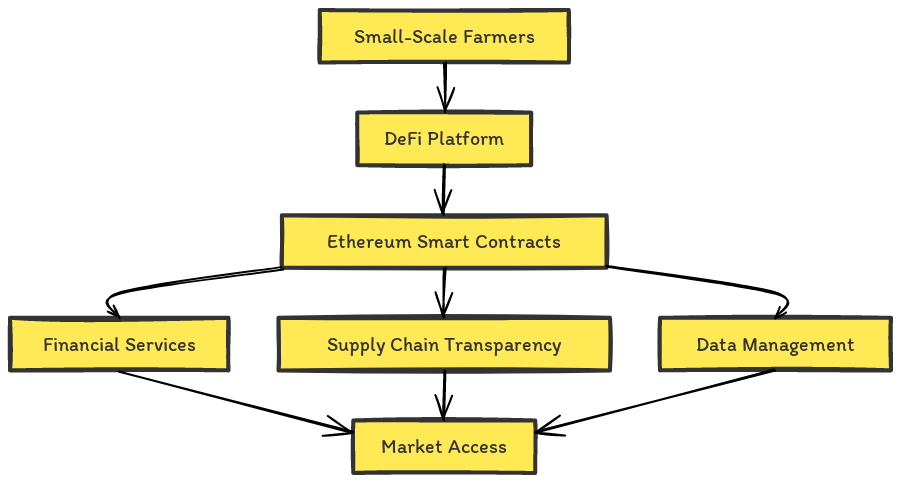 Small-Scale Farmers
DeFi Platform
Ethereum Smart Contracts
Financial Services
Supply Chain Transparency
Data Management
Market Access